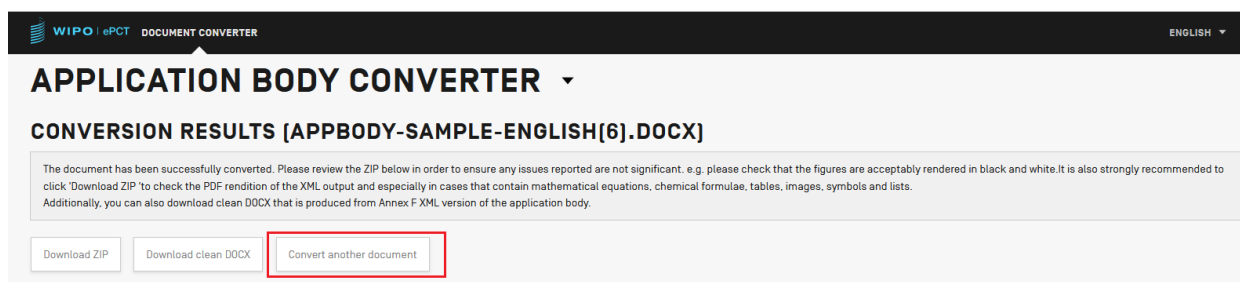 WIPO | ePCT DOCUMENT CONVERTER ENGLISH
APPLICATION BODY CONVERTER
CONVERSION RESULTS (APPBODY-SAMPLE-ENGLISH(6).DOCX)
The document has been successfully converted. Please review the ZIP below in order to ensure any issues reported are not significant. e.g. please check that the figures are acceptably rendered in black and white.It is also strongly recommended to
click 'Download ZIP 'to check the PDF rendition of the XML output and especially in cases that contain mathematical equations, chemical formulae, tables, images, symbols and lists.
Additionally, you can also download clean DOCX that is produced from Annex F XML version of the application body.
Download ZIP Download clean DOCX Convert another document